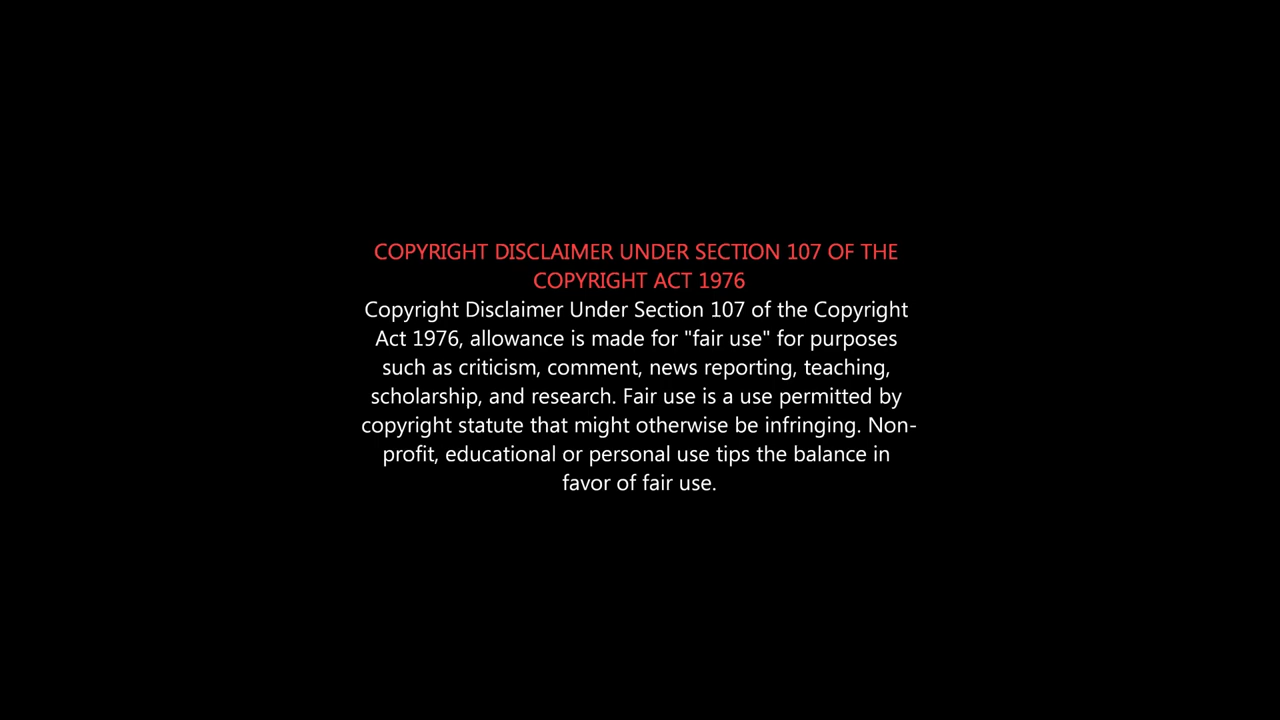 COPYRIGHT DISCLAIMER UNDER SECTION 107 OF THE
COPYRIGHT ACT 1976
Copyright Disclaimer Under Section 107 of the Copyright
Act 1976, allowance is made for "fair use" for purposes
such as criticism, comment, news reporting, teaching,
scholarship, and research. Fair use is a use permitted by
copyright statute that might otherwise be infringing. Non-
profit, educational or personal use tips the balance in
favor of fair use.